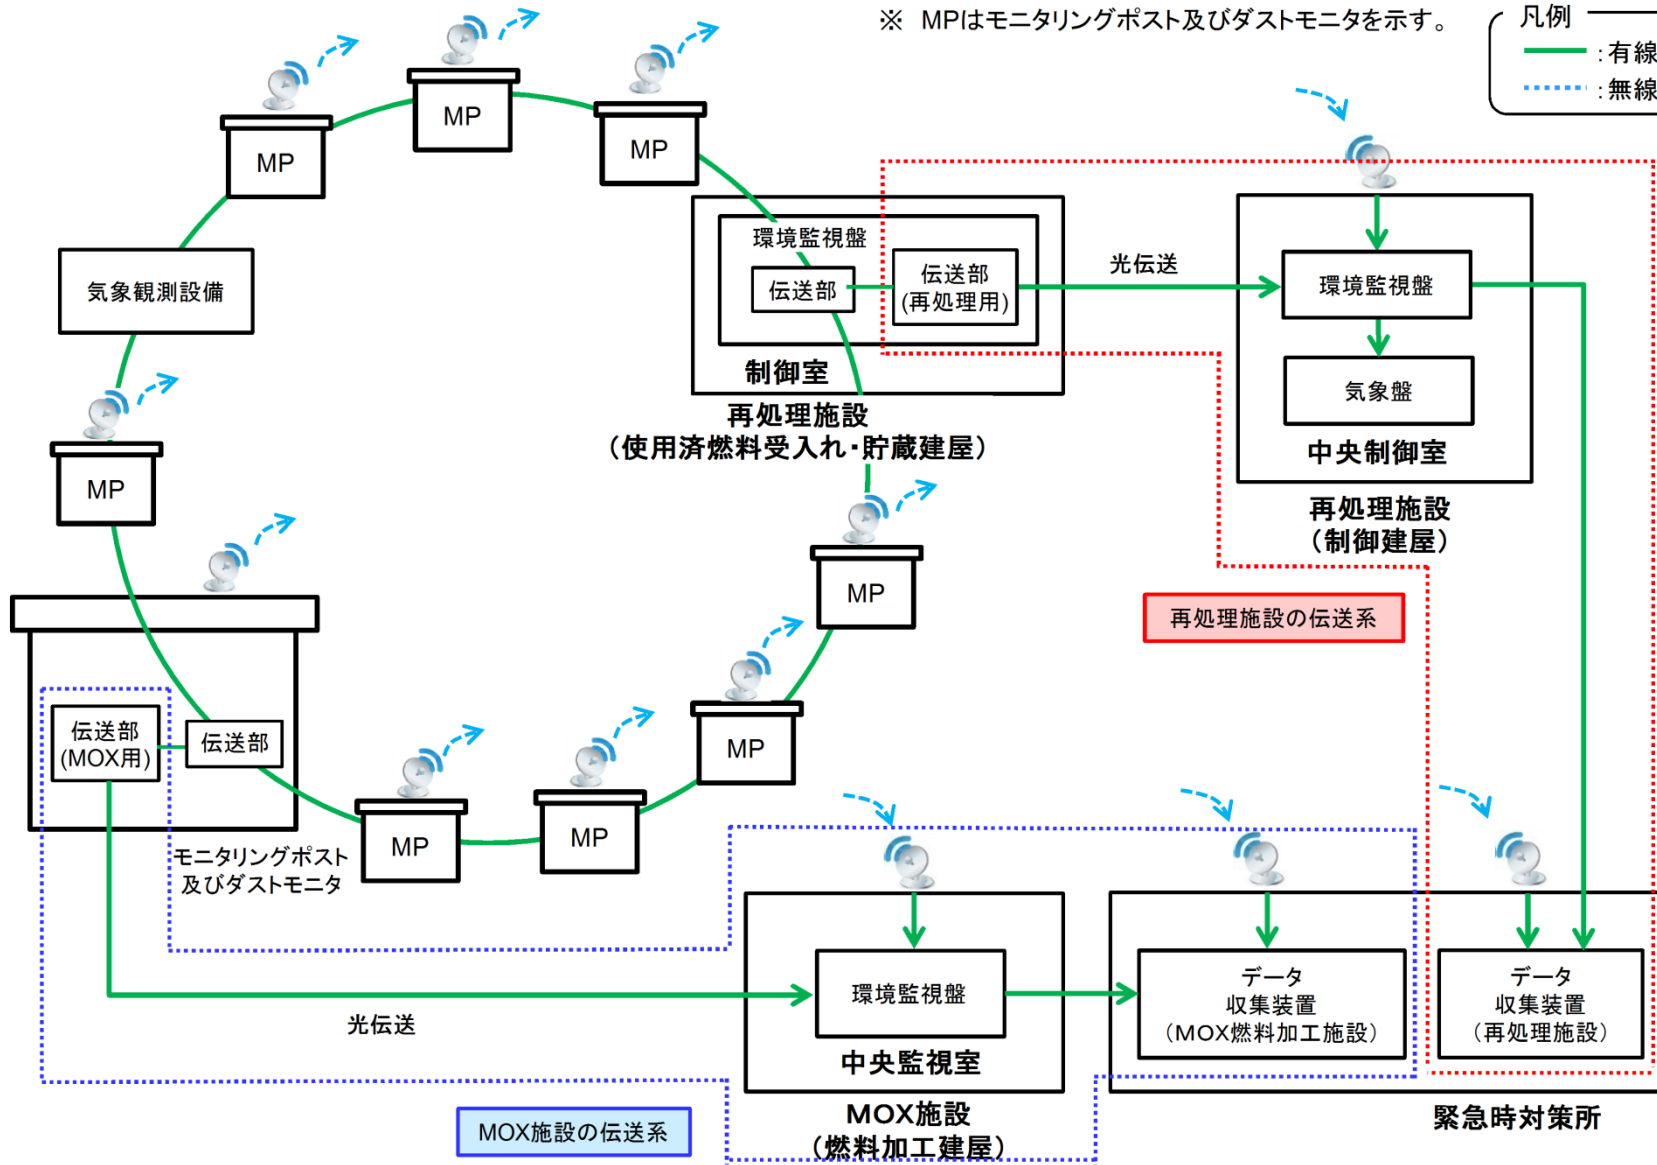 ※ MPはモニタリングポスト及びダストモニタを示す。
凡例
：有線
：無線
MP
MP
MP
気象観測設備
環境監視盤
伝送部
伝送部
(再処理用)
制御室
再処理施設
（使用済燃料受入れ・貯蔵建屋）
光伝送
環境監視盤
気象盤
中央制御室
再処理施設
（制御建屋）
MP
MP
再処理施設の伝送系
伝送部
(MOX用)
伝送部
MP
MP
MP
モニタリングポスト
及びダストモニタ
光伝送
環境監視盤
中央監視室
MOX施設
（燃料加工建屋）
データ
収集装置
（MOX燃料加工施設）
データ
収集装置
（再処理施設）
緊急時対策所
MOX施設の伝送系